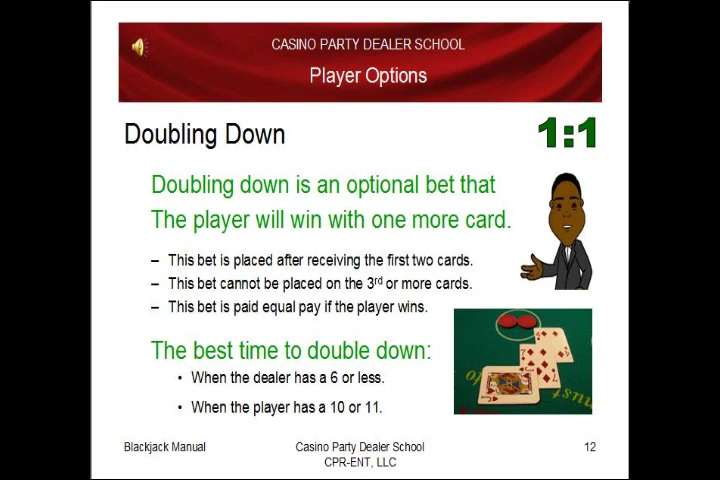 CASINO PARTY DEALER SCHOOL
Player Options
Doubling Down
1:1
Doubling down is an optional bet that
The player will win with one more card.
– This bet is placed after receiving the first two cards.
– This bet cannot be placed on the 3rd or more cards.
– This bet is paid equal pay if the player wins.
The best time to double down:
• When the dealer has a 6 or less.
• When the player has a 10 or 11.
Blackjack Manual
Casino Party Dealer School
CPR-ENT, LLC
12